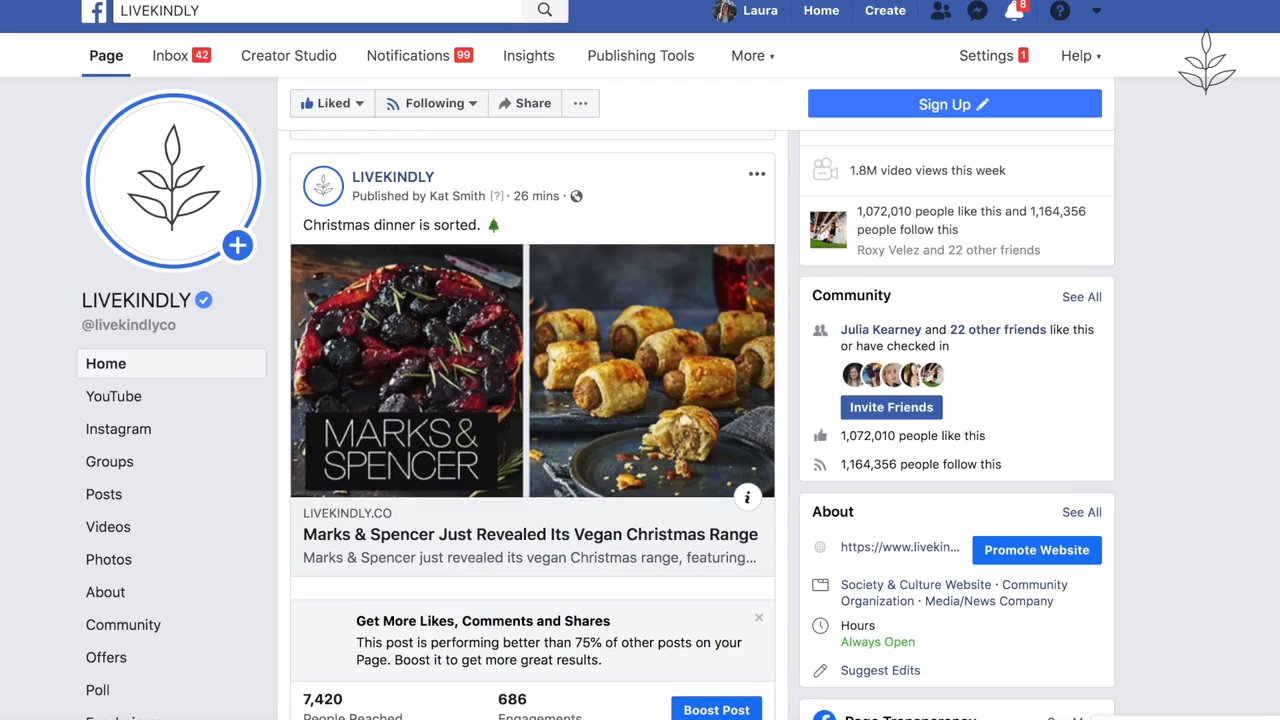 LIVEKINDLY
Laura
Home
Create
8
Page
Inbox 42
Creator Studio
Notifications 99
Insights
Publishing Tools
More
Settings 1
Help
Liked
Following
Share
Sign Up
LIVEKINDLY
@livekindlyco
Home
YouTube
Instagram
Groups
Posts
Videos
Photos
About
Community
Offers
Poll
LIVEKINDLY
Published by Kat Smith [?] · 26 mins ·
Christmas dinner is sorted.
MARKS &
SPENCER
LIVEKINDLY.CO
Marks & Spencer Just Revealed Its Vegan Christmas Range
Marks & Spencer just revealed its vegan Christmas range, featuring...
Get More Likes, Comments and Shares
This post is performing better than 75% of other posts on your
Page. Boost it to get more great results.
7,420
People Reached
686
Engagements
Boost Post
1.8M video views this week
1,072,010 people like this and 1,164,356
people follow this
Roxy Velez and 22 other friends
Community
See All
Julia Kearney and 22 other friends like this
or have checked in
Invite Friends
1,072,010 people like this
1,164,356 people follow this
About
See All
https://www.livekin...
Promote Website
Society & Culture Website · Community
Organization · Media/News Company
Hours
Always Open
Suggest Edits
Page Transparency